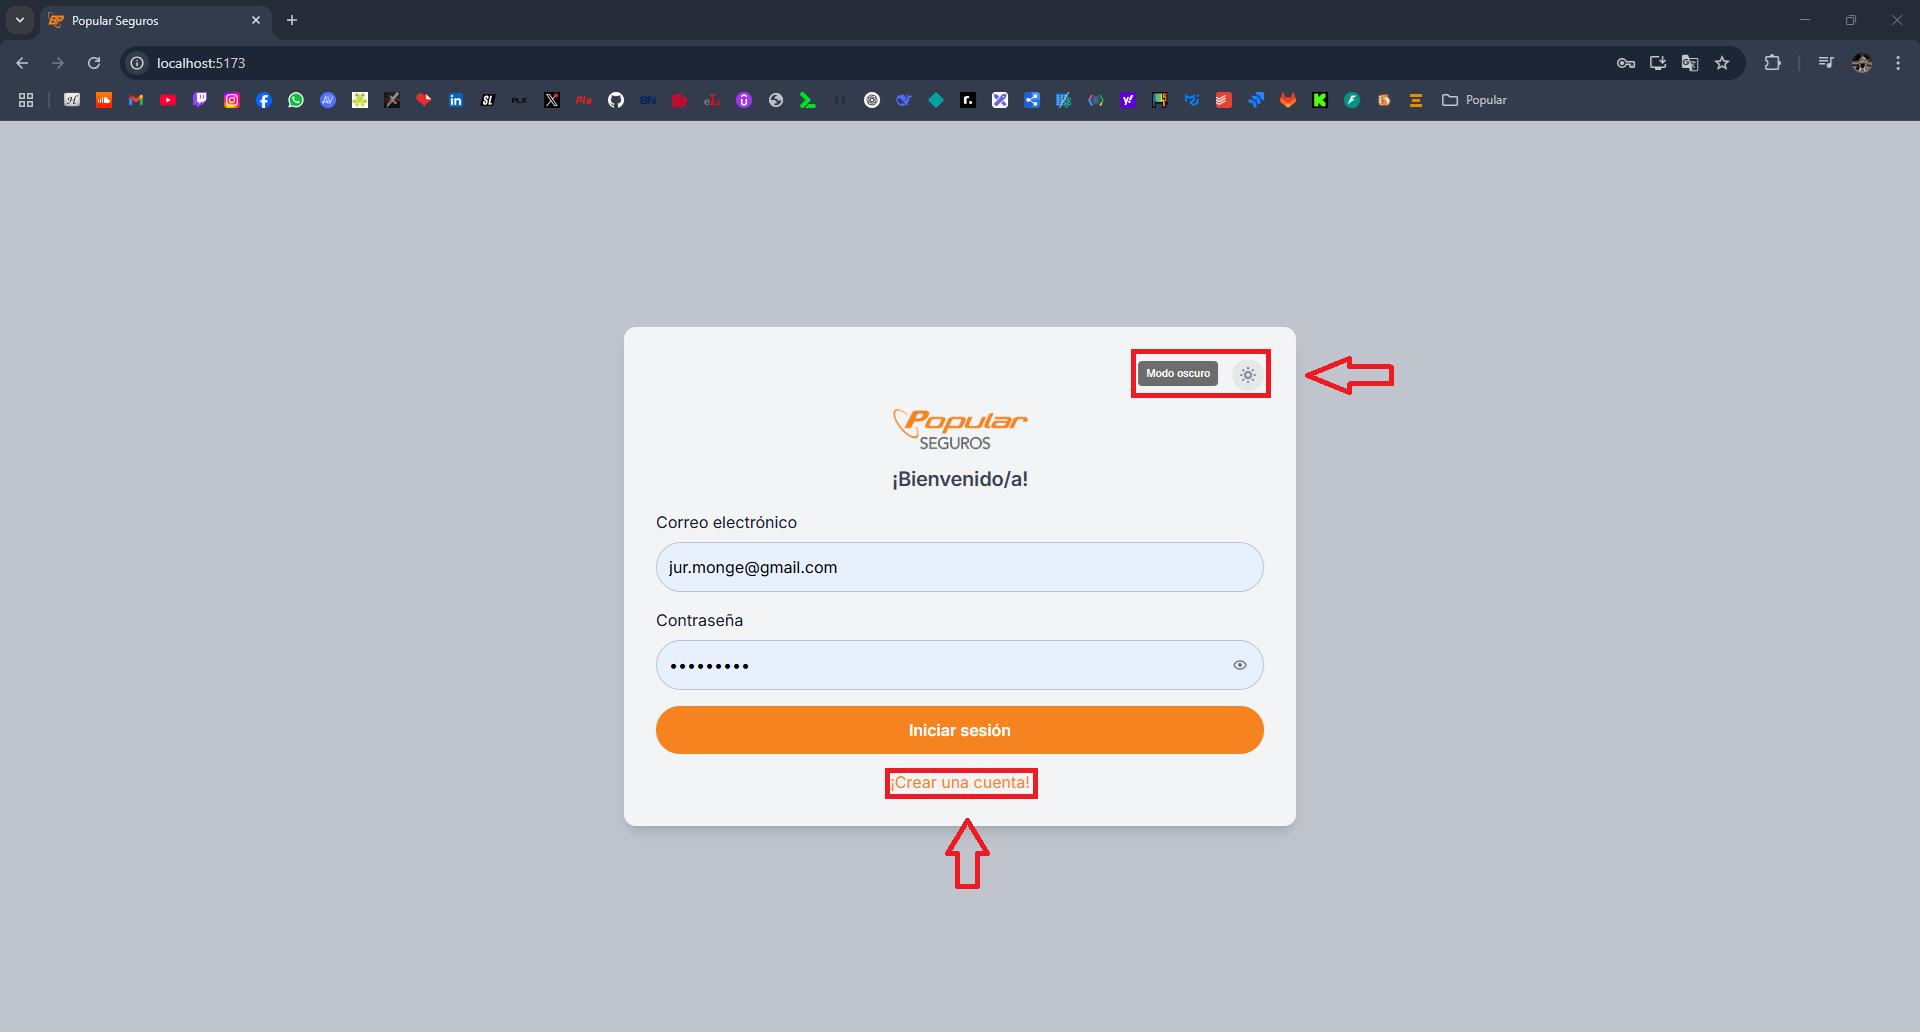 Popular Seguros
localhost:5173
Popular
Modo oscuro
Popular
SEGUROS
¡Bienvenido/a!
Correo electrónico
jur.monge@gmail.com
Contraseña
Iniciar sesión
¡Crear una cuenta!